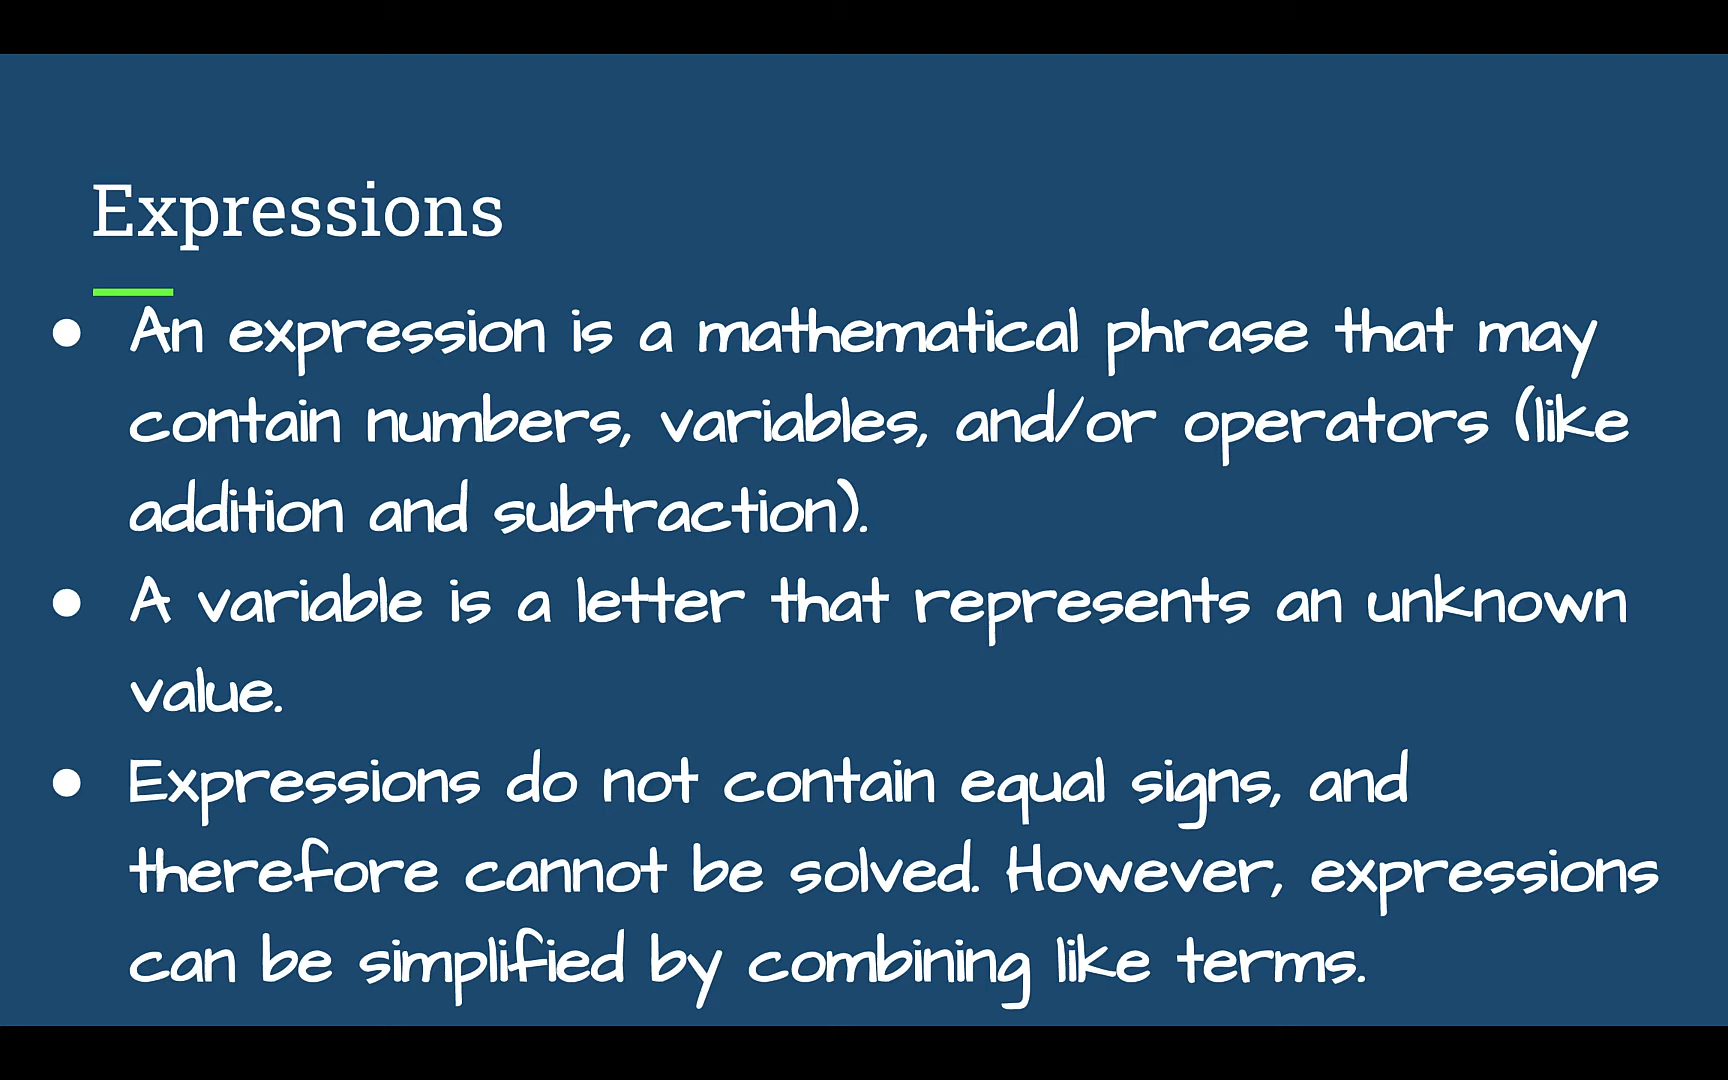 Expressions
● An expression is a mathematical phrase that may
contain numbers, variables, and/or operators (like
addition and subtraction).
● A variable is a letter that represents an unknown
value.
● Expressions do not contain equal signs, and
therefore cannot be solved. However, expressions
can be simplified by combining like terms.